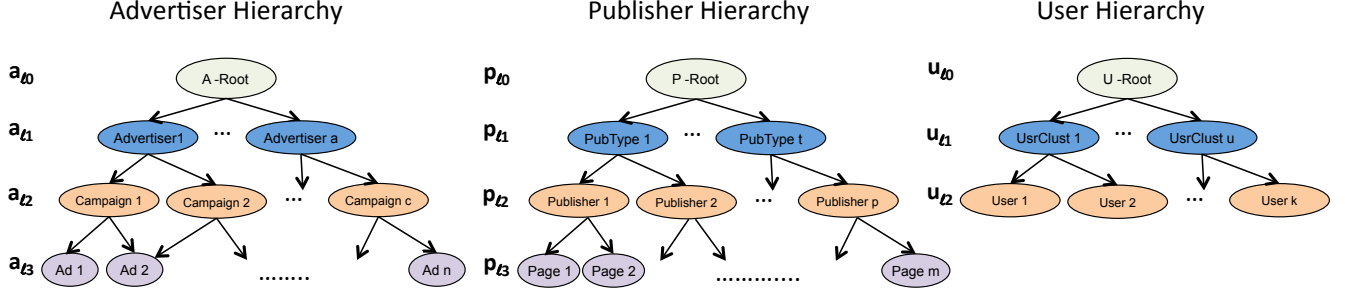 Advertiser Hierarchy Publisher Hierarchy User Hierarchy
aℓ0 A -Root pℓ0 P -Root uℓ0 U -Root
aℓ1 Advertiser1 ... Advertiser a pℓ1 PubType 1 ... PubType t uℓ1 UsrClust 1 ... UsrClust u
aℓ2 Campaign 1 Campaign 2 ... Campaign c pℓ2 Publisher 1 Publisher 2 ... Publisher p uℓ2 User 1 User 2 ... User k
aℓ3 Ad 1 Ad 2 ........ Ad n pℓ3 Page 1 Page 2 .............. Page m